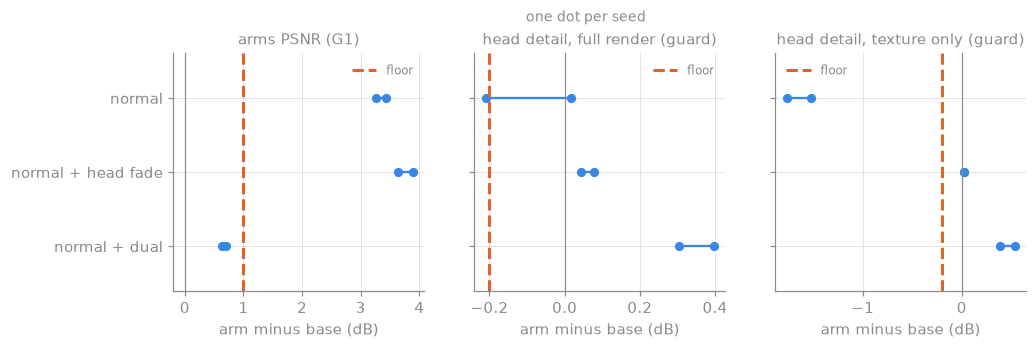 one dot per seed
arms PSNR (G1)
head detail, full render (guard)
head detail, texture only (guard)
floor
floor
floor
normal
normal + head fade
normal + dual
0 1 2 3 4
−0.2 0.0 0.2 0.4
−1 0
arm minus base (dB)
arm minus base (dB)
arm minus base (dB)